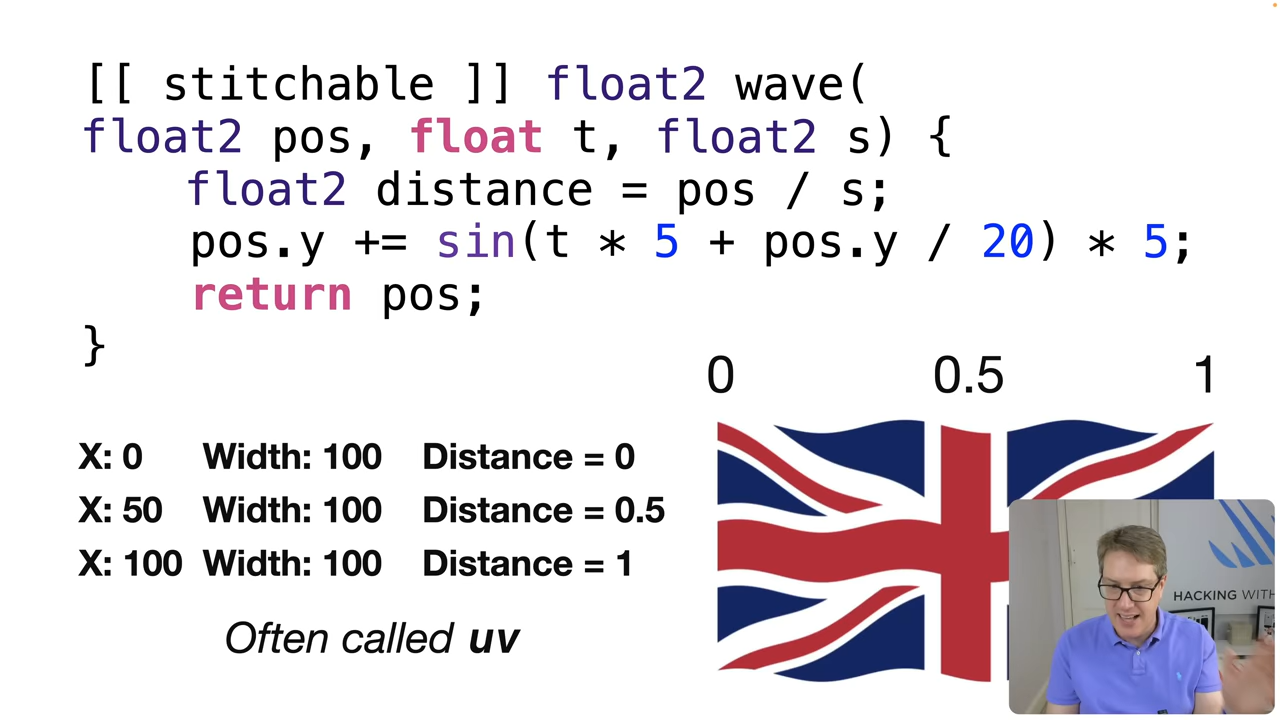 [[ stitchable ]] float2 wave(
float2 pos, float t, float2 s) {
    float2 distance = pos / s;
    pos.y += sin(t * 5 + pos.y / 20) * 5;
    return pos;
}
0 0.5 1
X: 0 Width: 100 Distance = 0
X: 50 Width: 100 Distance = 0.5
X: 100 Width: 100 Distance = 1
Often called uv
HACKING WITH